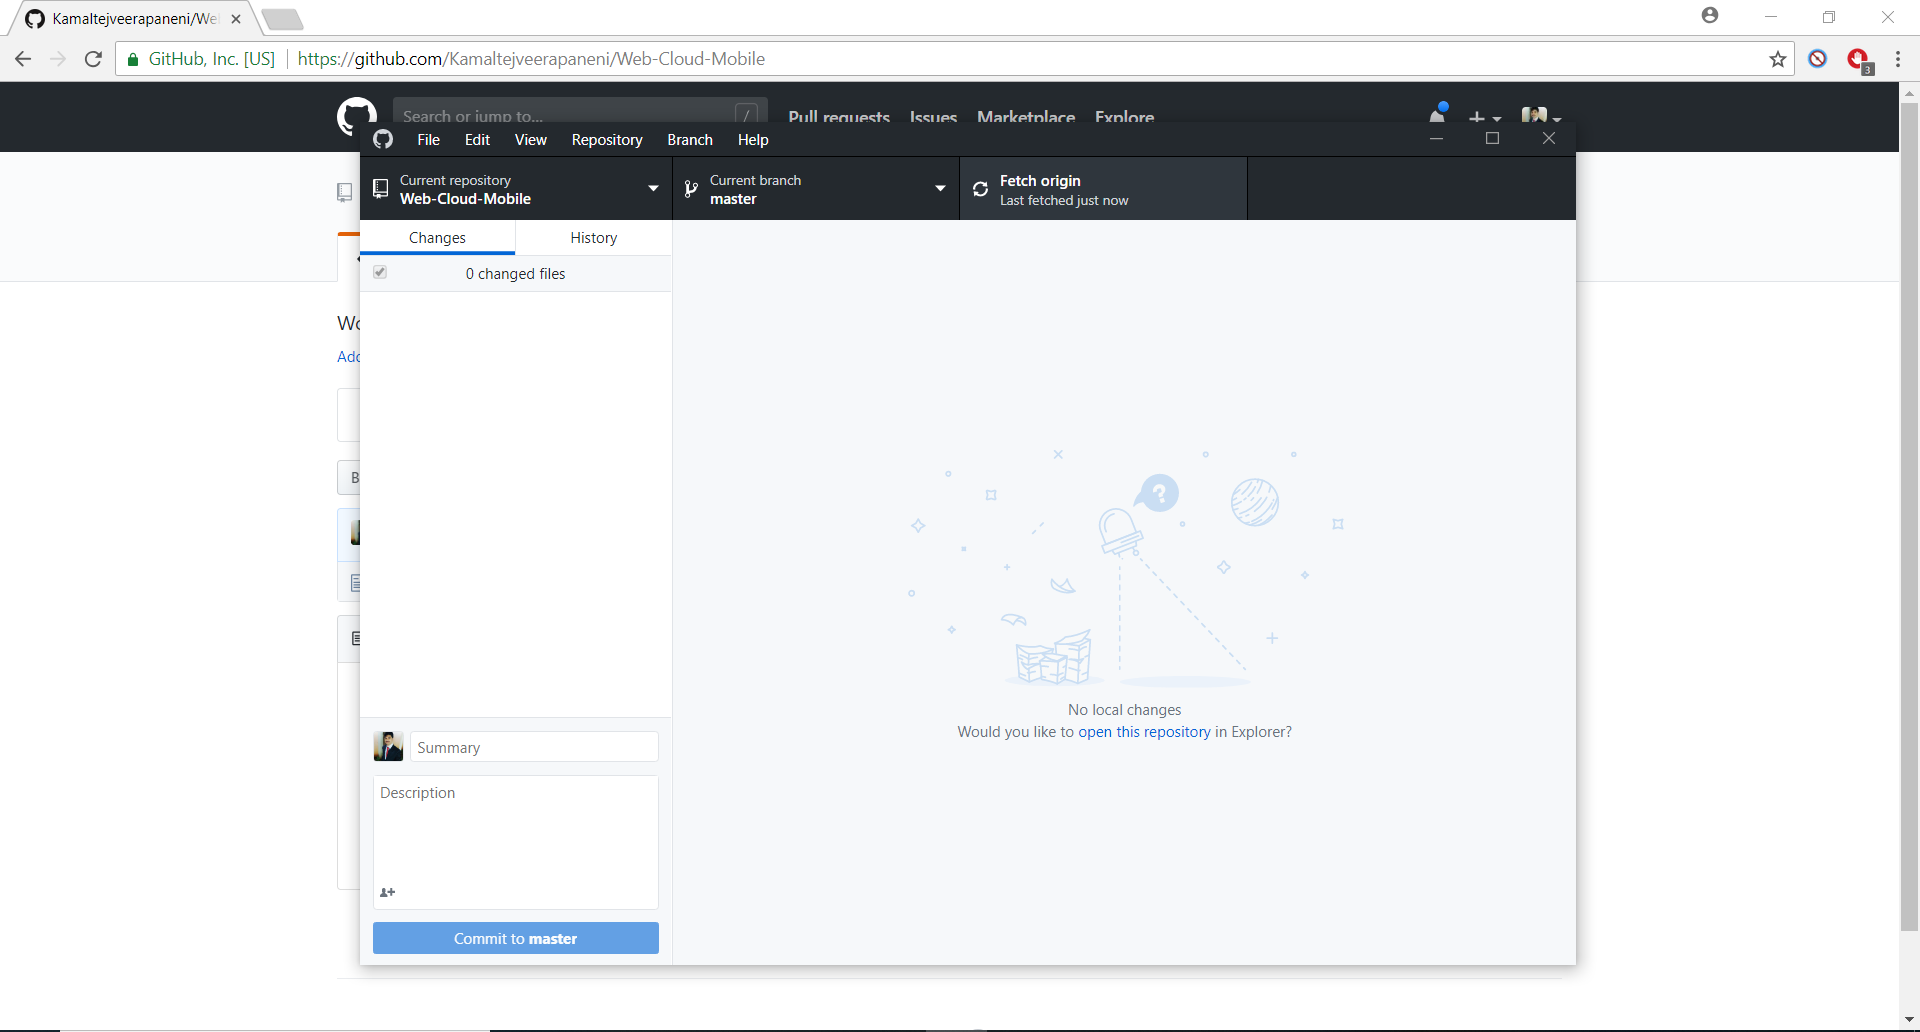 Kamaltejveerapaneni/We
GitHub, Inc. [US] https://github.com/Kamaltejveerapaneni/Web-Cloud-Mobile
3
Search or jump to... / Pull requests Issues Marketplace Explore
File Edit View Repository Branch Help
Current repository
Web-Cloud-Mobile
Current branch
master
Fetch origin
Last fetched just now
Changes History
0 changed files
Wo
Add
B
?
No local changes
Would you like to open this repository in Explorer?
Summary
Description
Commit to master